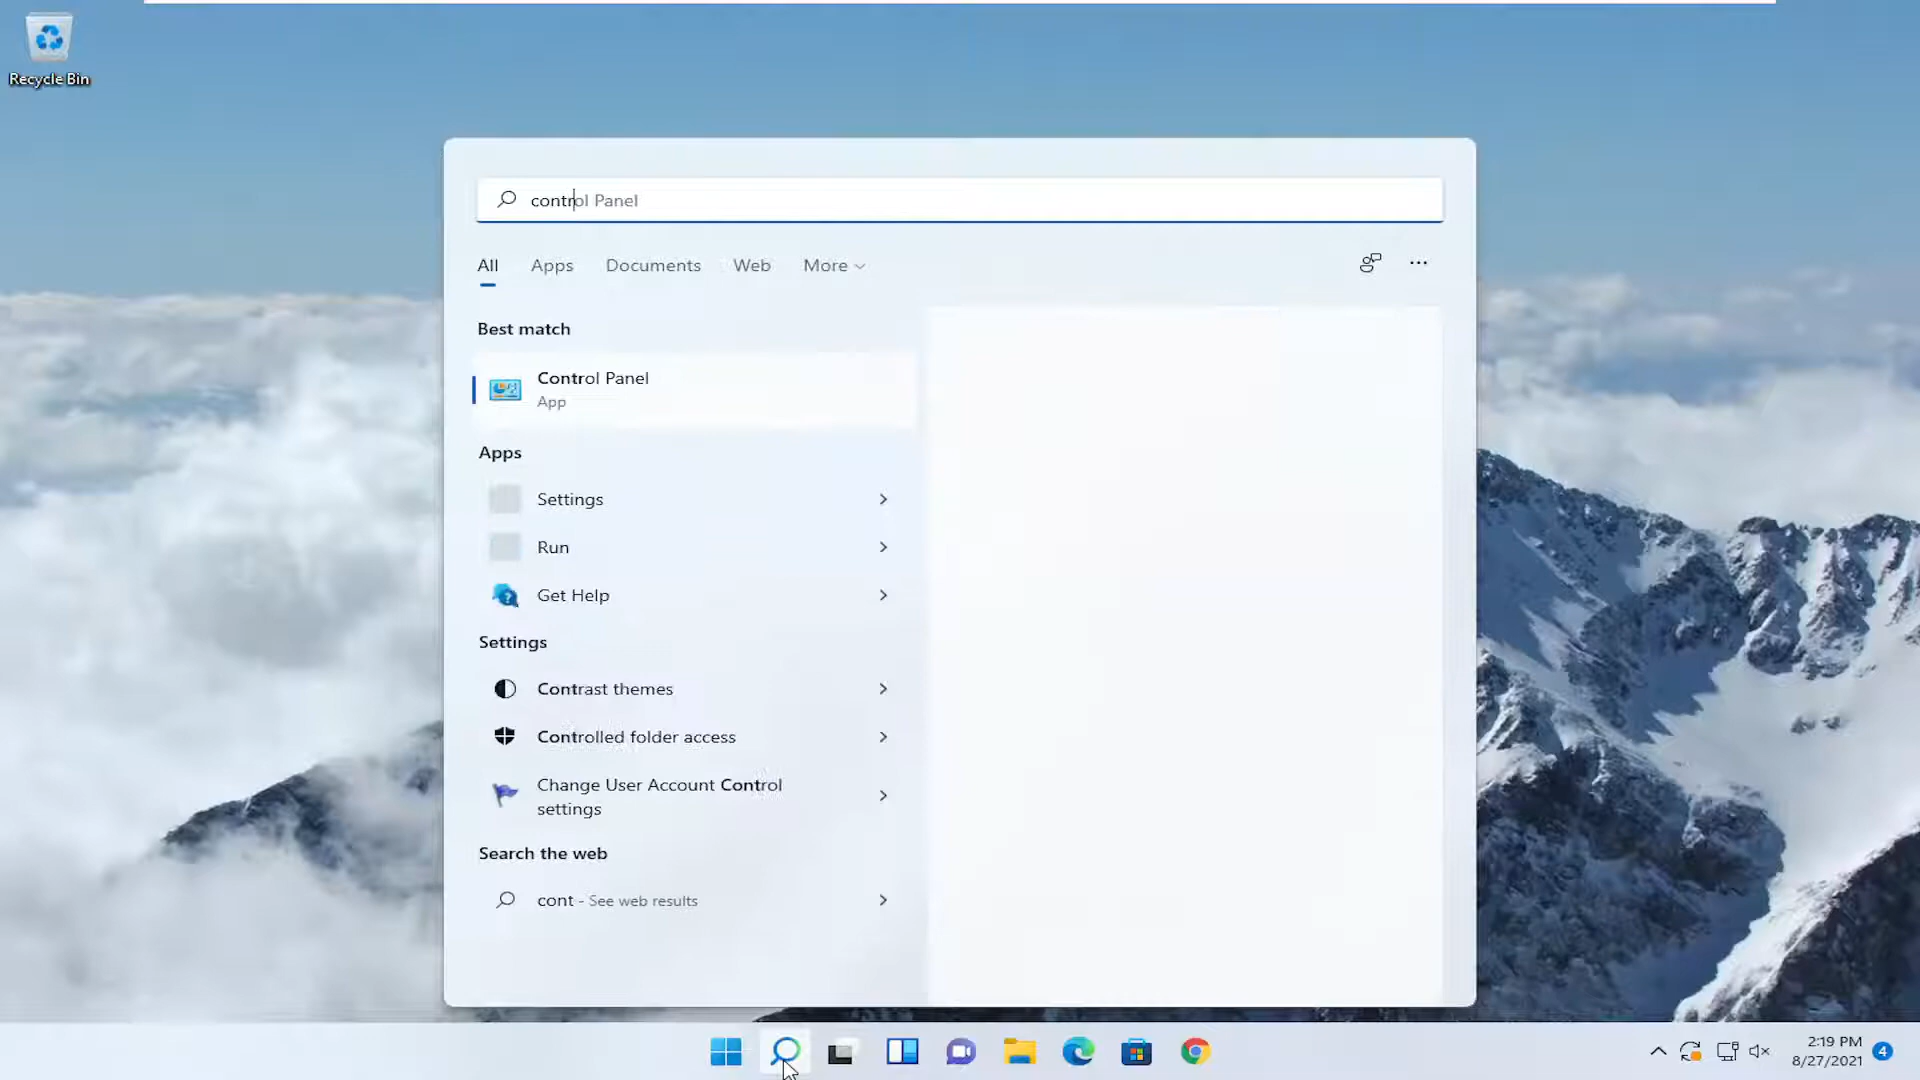 Recycle Bin
control Panel
All Apps Documents Web More
Best match
Control Panel
App
Apps
Settings
Run
Get Help
Settings
Contrast themes
Controlled folder access
Change User Account Control
settings
Search the web
cont - See web results
2:19 PM
8/27/2021
4